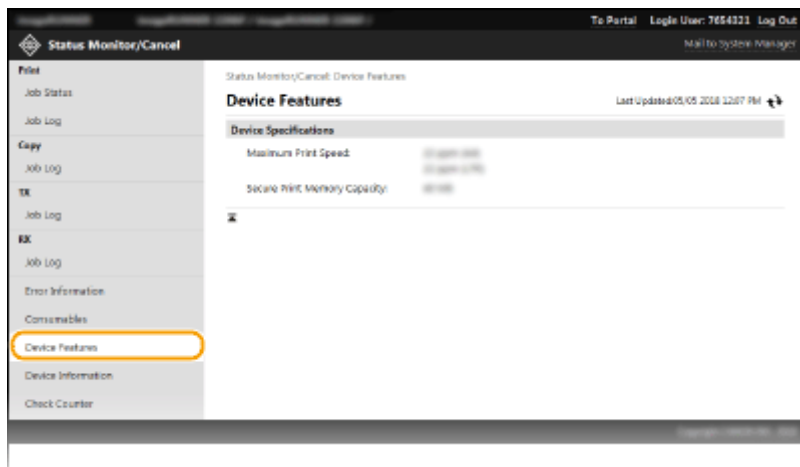 To Portal Login User: 7654321 Log Out
Status Monitor/Cancel
Mail to System Manager
Print
Job Status
Job Log
Copy
Job Log
TX
Job Log
RX
Job Log
Error Information
Consumables
Device Features
Device Information
Check Counter
Status Monitor/Cancel: Device Features
Device Features
Last Updated:05/05 2018 12:07 PM
Device Specifications
Maximum Print Speed:
Secure Print Memory Capacity: